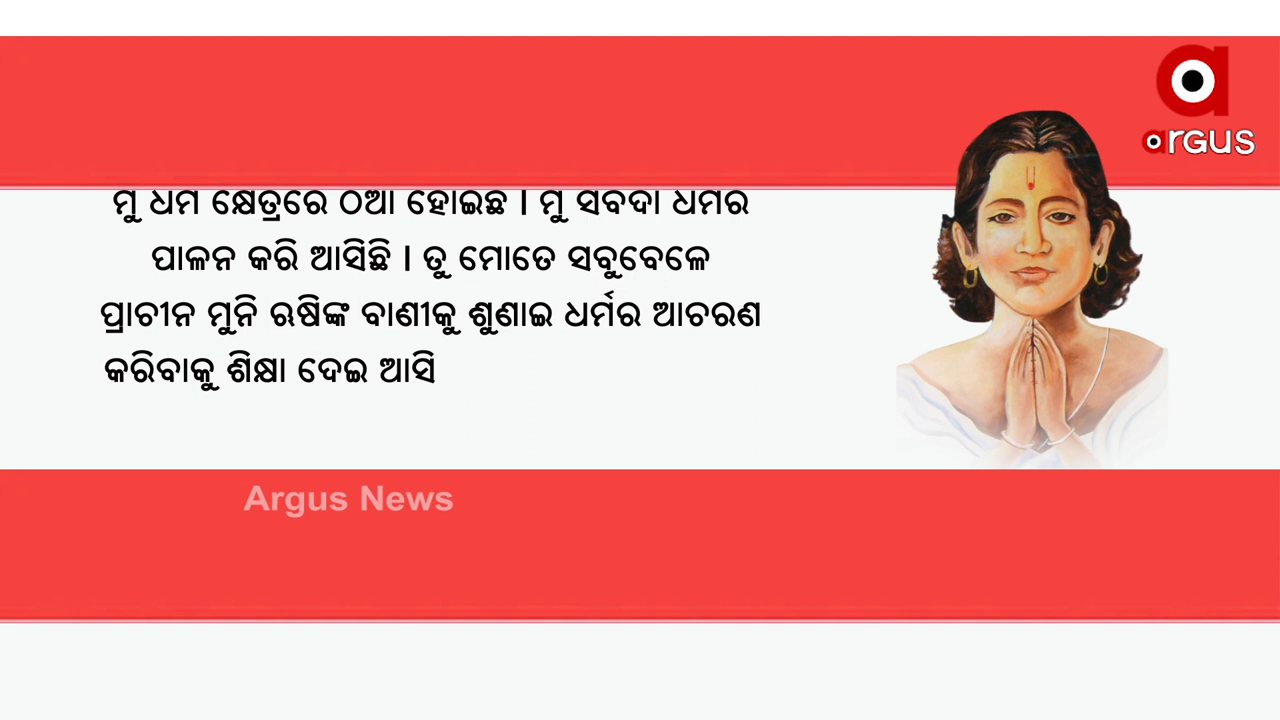 argus
ମୁଁ ଧର୍ମ କ୍ଷେତ୍ରରେ ଠିଆ ହୋଇଛି । ମୁଁ ସର୍ବଦା ଧର୍ମର
ପାଳନ କରି ଆସିଛି । ତୁ ମୋତେ ସବୁବେଳେ
ପ୍ରାଚୀନ ମୁନି ଋଷିଙ୍କ ବାଣୀକୁ ଶୁଣାଇ ଧର୍ମର ଆଚରଣ
କରିବାକୁ ଶିକ୍ଷା ଦେଇ ଆସି
Argus News